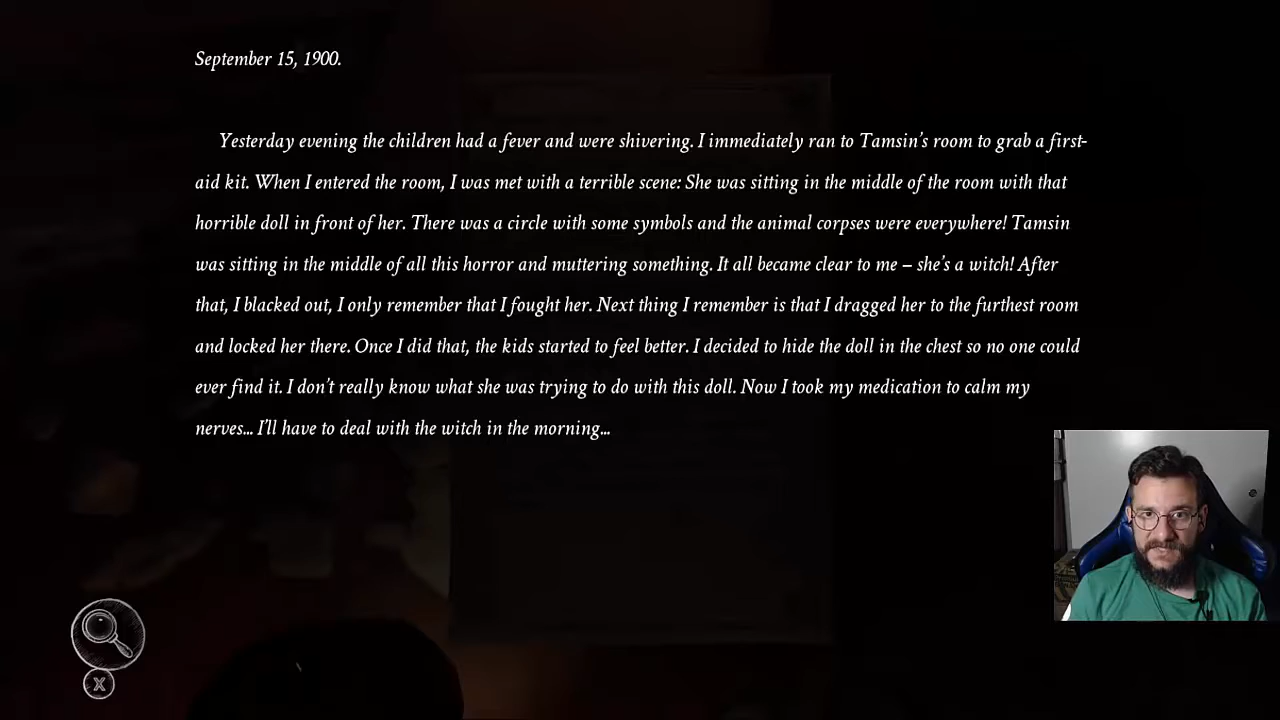 September 15, 1900.
Yesterday evening the children had a fever and were shivering. I immediately ran to Tamsin's room to grab a first-
aid kit. When I entered the room, I was met with a terrible scene: She was sitting in the middle of the room with that
horrible doll in front of her. There was a circle with some symbols and the animal corpses were everywhere! Tamsin
was sitting in the middle of all this horror and muttering something. It all became clear to me – she's a witch! After
that, I blacked out, I only remember that I fought her. Next thing I remember is that I dragged her to the furthest room
and locked her there. Once I did that, the kids started to feel better. I decided to hide the doll in the chest so no one could
ever find it. I don't really know what she was trying to do with this doll. Now I took my medication to calm my
nerves... I'll have to deal with the witch in the morning...
X